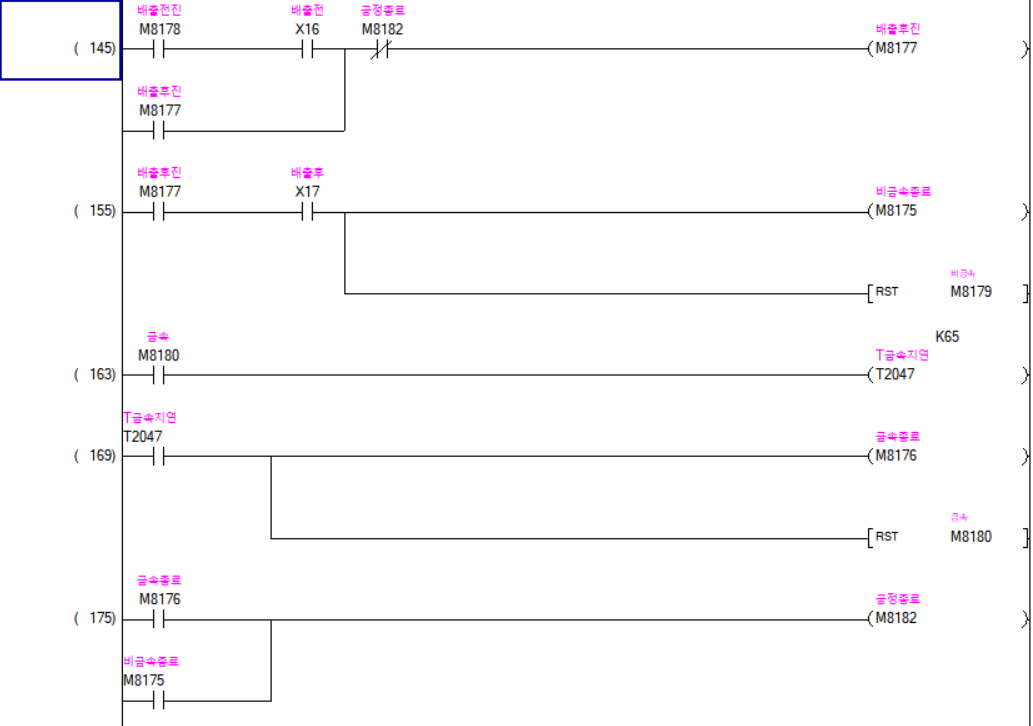 배출전진 배출전 공정종료
M8178 X16 M8182 배출후진
( 145) (M8177 )
배출후진
M8177
배출후진 배출후
M8177 X17 비금속종료
( 155) (M8175 )
비금속
[RST M8179 ]
금속 K65
M8180 T금속지연
( 163) (T2047 )
T금속지연
T2047 금속종료
( 169) (M8176 )
금속
[RST M8180 ]
금속종료
M8176 공정종료
( 175) (M8182 )
비금속종료
M8175